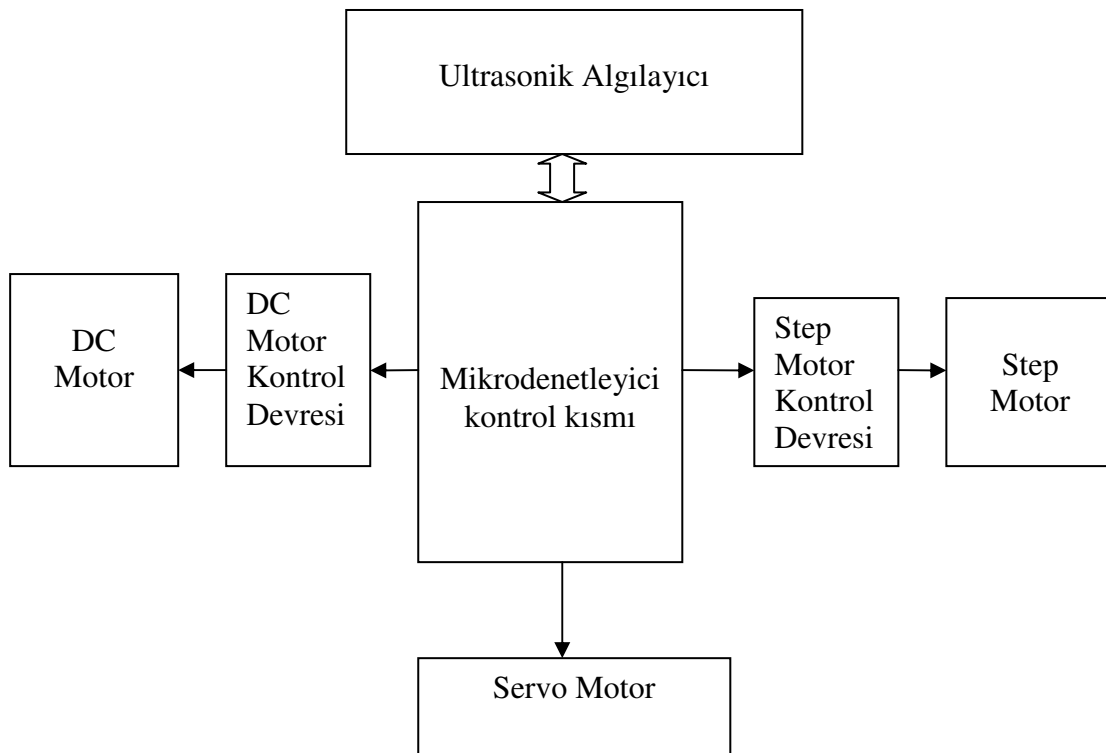 Ultrasonik Algılayıcı
DC
Motor
DC
Motor
Kontrol
Devresi
Mikrodenetleyici
kontrol kısmı
Step
Motor
Kontrol
Devresi
Step
Motor
Servo Motor